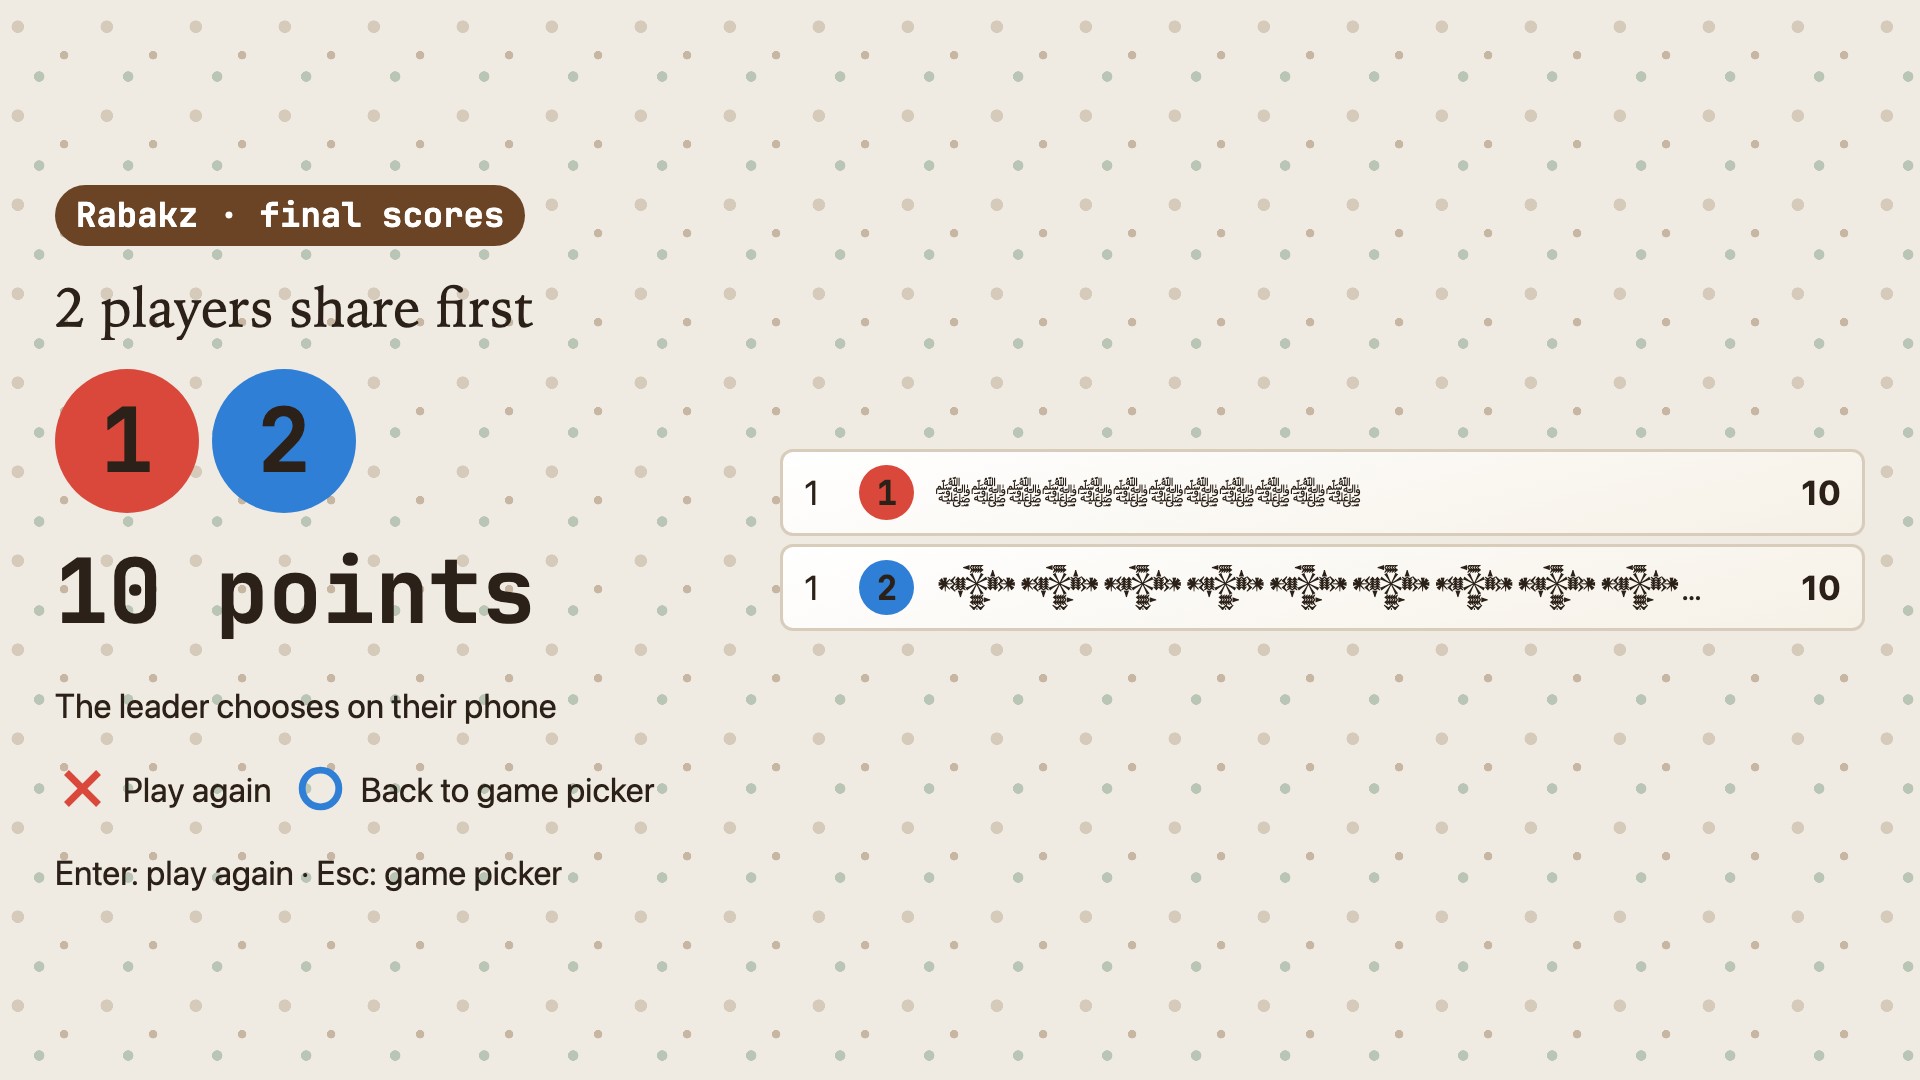 Rabakz · final scores
2 players share first
1 2
10 points
The leader chooses on their phone
Play again Back to game picker
Enter: play again · Esc: game picker
1 1 10
1 2 … 10